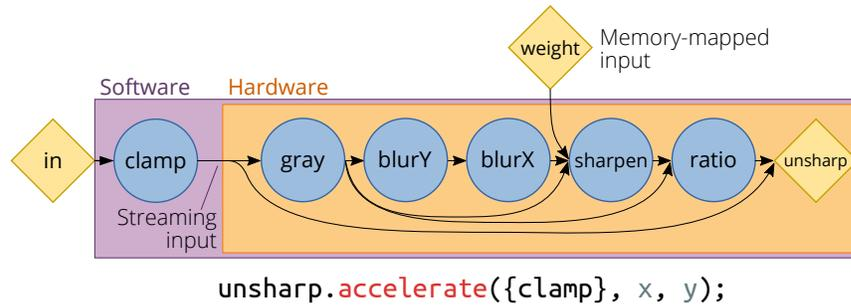 weight
Memory-mapped
input
Software
Hardware
in
clamp
gray
blurY
blurX
sharpen
ratio
unsharp
Streaming
input
unsharp.accelerate({clamp}, x, y);